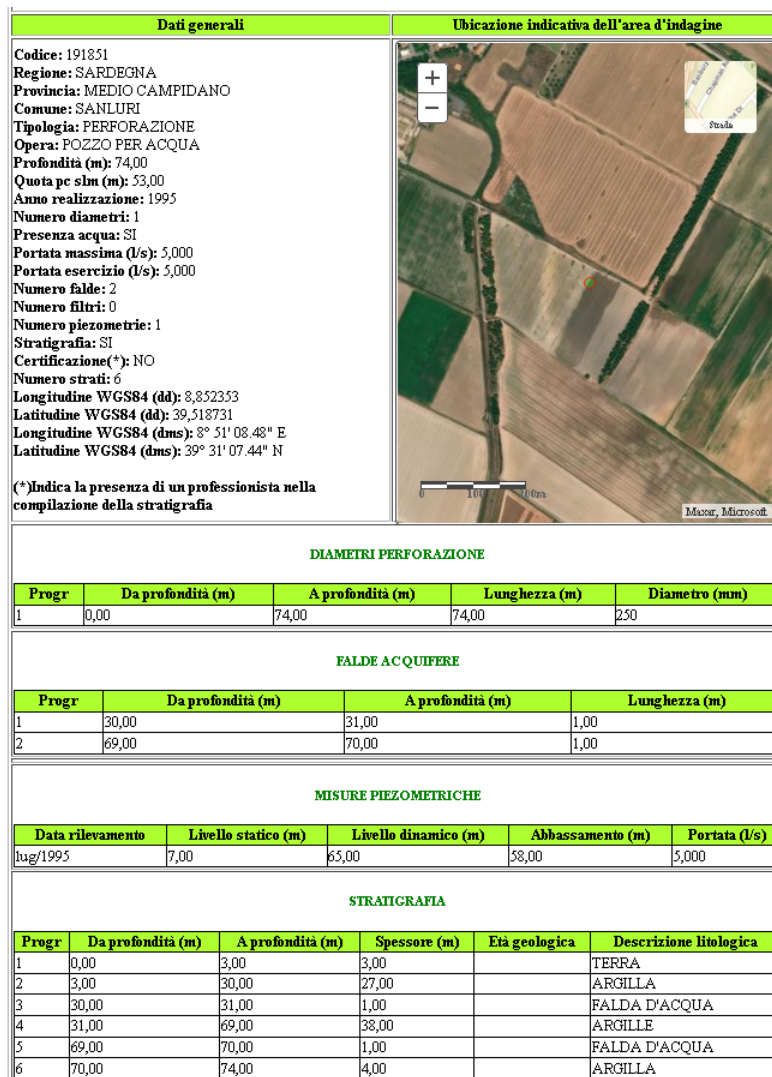 Dati generali
Ubicazione indicativa dell'area d'indagine
Codice: 191851
Regione: SARDEGNA
Provincia: MEDIO CAMPIDANO
Comune: SANLURI
Tipologia: PERFORAZIONE
Opera: POZZO PER ACQUA
Profondità (m): 74,00
Quota pc slm (m): 53,00
Anno realizzazione: 1995
Numero diametri: 1
Presenza acqua: SI
Portata massima (l/s): 5,000
Portata esercizio (l/s): 5,000
Numero falde: 2
Numero filtri: 0
Numero piezometrie: 1
Stratigrafia: SI
Certificazione(*): NO
Numero strati: 6
Longitudine WGS84 (dd): 8,852353
Latitudine WGS84 (dd): 39,518731
Longitudine WGS84 (dms): 8° 51' 08.48" E
Latitudine WGS84 (dms): 39° 31' 07.44" N
(*)Indica la presenza di un professionista nella
compilazione della stratigrafia
+
−
Strada
0 100 200m
Maxar, Microsoft
DIAMETRI PERFORAZIONE
Progr Da profondità (m) A profondità (m) Lunghezza (m) Diametro (mm)
1 0,00 74,00 74,00 250
FALDE ACQUIFERE
Progr Da profondità (m) A profondità (m) Lunghezza (m)
1 30,00 31,00 1,00
2 69,00 70,00 1,00
MISURE PIEZOMETRICHE
Data rilevamento Livello statico (m) Livello dinamico (m) Abbassamento (m) Portata (l/s)
lug/1995 7,00 65,00 58,00 5,000
STRATIGRAFIA
Progr Da profondità (m) A profondità (m) Spessore (m) Età geologica Descrizione litologica
1 0,00 3,00 3,00 TERRA
2 3,00 30,00 27,00 ARGILLA
3 30,00 31,00 1,00 FALDA D'ACQUA
4 31,00 69,00 38,00 ARGILLE
5 69,00 70,00 1,00 FALDA D'ACQUA
6 70,00 74,00 4,00 ARGILLA